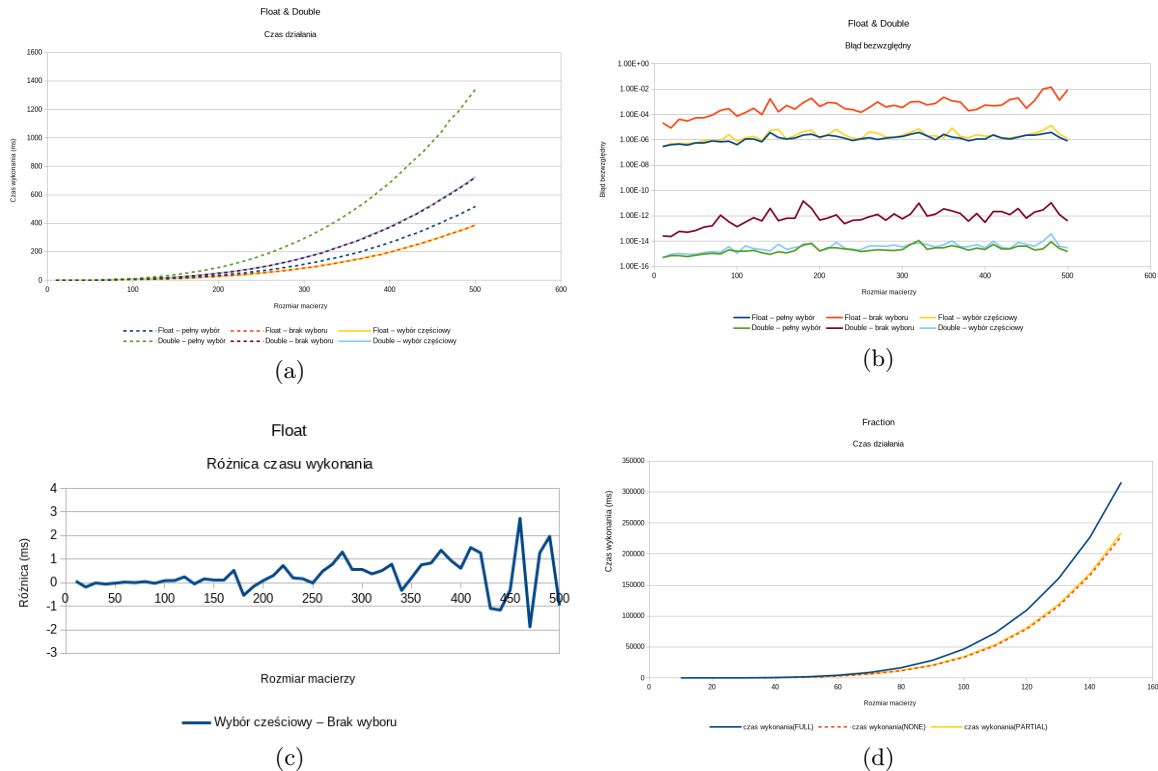 Float & Double
Czas działania
1600
1400
1200
1000
800
600
400
200
0
Czas wykonania (ms)
0 100 200 300 400 500 600
Rozmiar macierzy
Float – pełny wybór Float – brak wyboru Float – wybór częściowy
Double – pełny wybór Double – brak wyboru Double – wybór częściowy
(a)
Float & Double
Błąd bezwzględny
1.00E+00
1.00E-02
1.00E-04
1.00E-06
1.00E-08
1.00E-10
1.00E-12
1.00E-14
1.00E-16
Błąd bezwzględny
0 100 200 300 400 500 600
Rozmiar macierzy
Float – pełny wybór Float – brak wyboru Float – wybór częściowy
Double – pełny wybór Double – brak wyboru Double – wybór częściowy
(b)
Float
Różnica czasu wykonania
4
3
2
1
0
-1
-2
-3
Różnica (ms)
0 50 100 150 200 250 300 350 400 450 500
Rozmiar macierzy
Wybór cześciowy – Brak wyboru
(c)
Fraction
Czas działania
350000
300000
250000
200000
150000
100000
50000
0
Czas wykonania (ms)
0 20 40 60 80 100 120 140 160
Rozmiar macierzy
czas wykonania(FULL) czas wykonania(NONE) czas wykonania(PARTIAL)
(d)